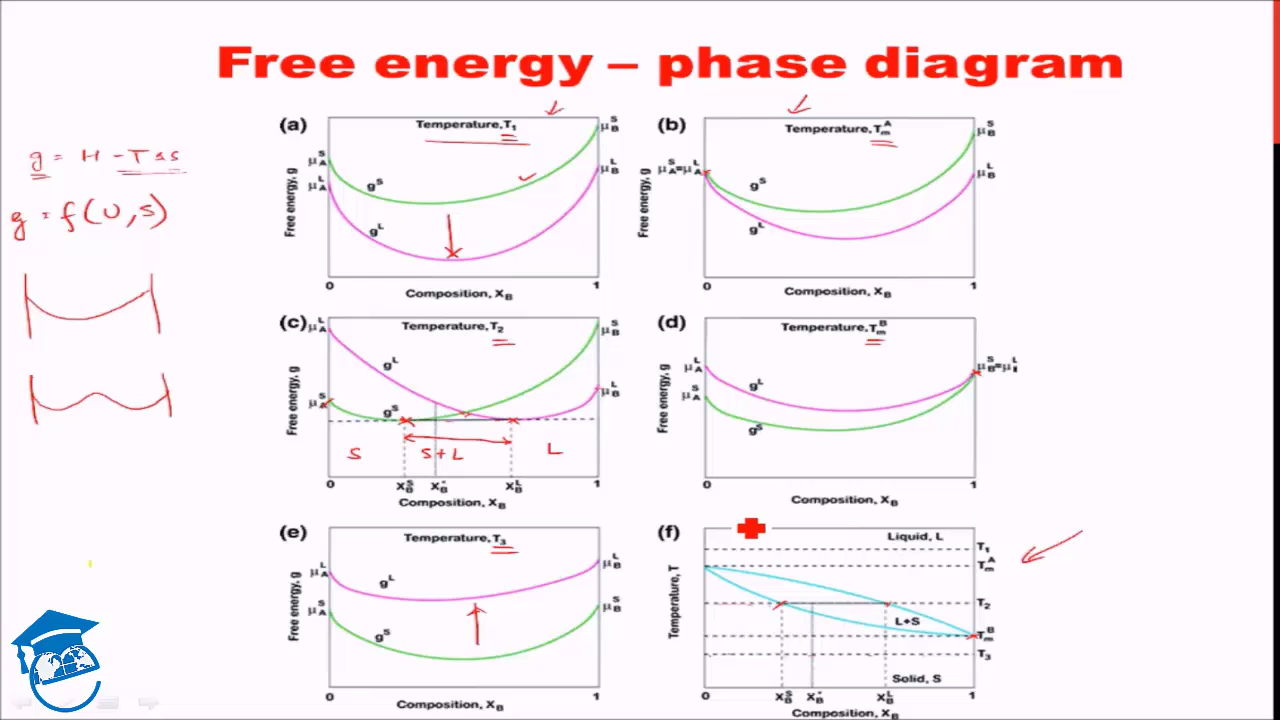 Free energy – phase diagram
g = H - T∆s
g = f(U,S)
(a)
Temperature, T1
μAS
μAL
μBS
μBL
gS
gL
Free energy, g
0
1
Composition, XB
(b)
Temperature, TmA
μAS=μAL
μBS
μBL
gS
gL
Free energy, g
0
1
Composition, XB
(c)
Temperature, T2
μAL
μAS
μBS
μBL
gL
gS
Free energy, g
S
S+L
L
0
XBS
XB*
XBL
1
Composition, XB
(d)
Temperature, TmB
μAL
μAS
μBS=μ
gL
gS
Free energy, g
0
1
Composition, XB
(e)
Temperature, T3
μAL
μAS
μBL
μBS
gL
gS
Free energy, g
0
1
Composition, XB
(f)
Liquid, L
T1
TmA
T2
L+S
TmB
T3
Solid, S
Temperature, T
0
XBS
XB*
XBL
1
Composition, XB